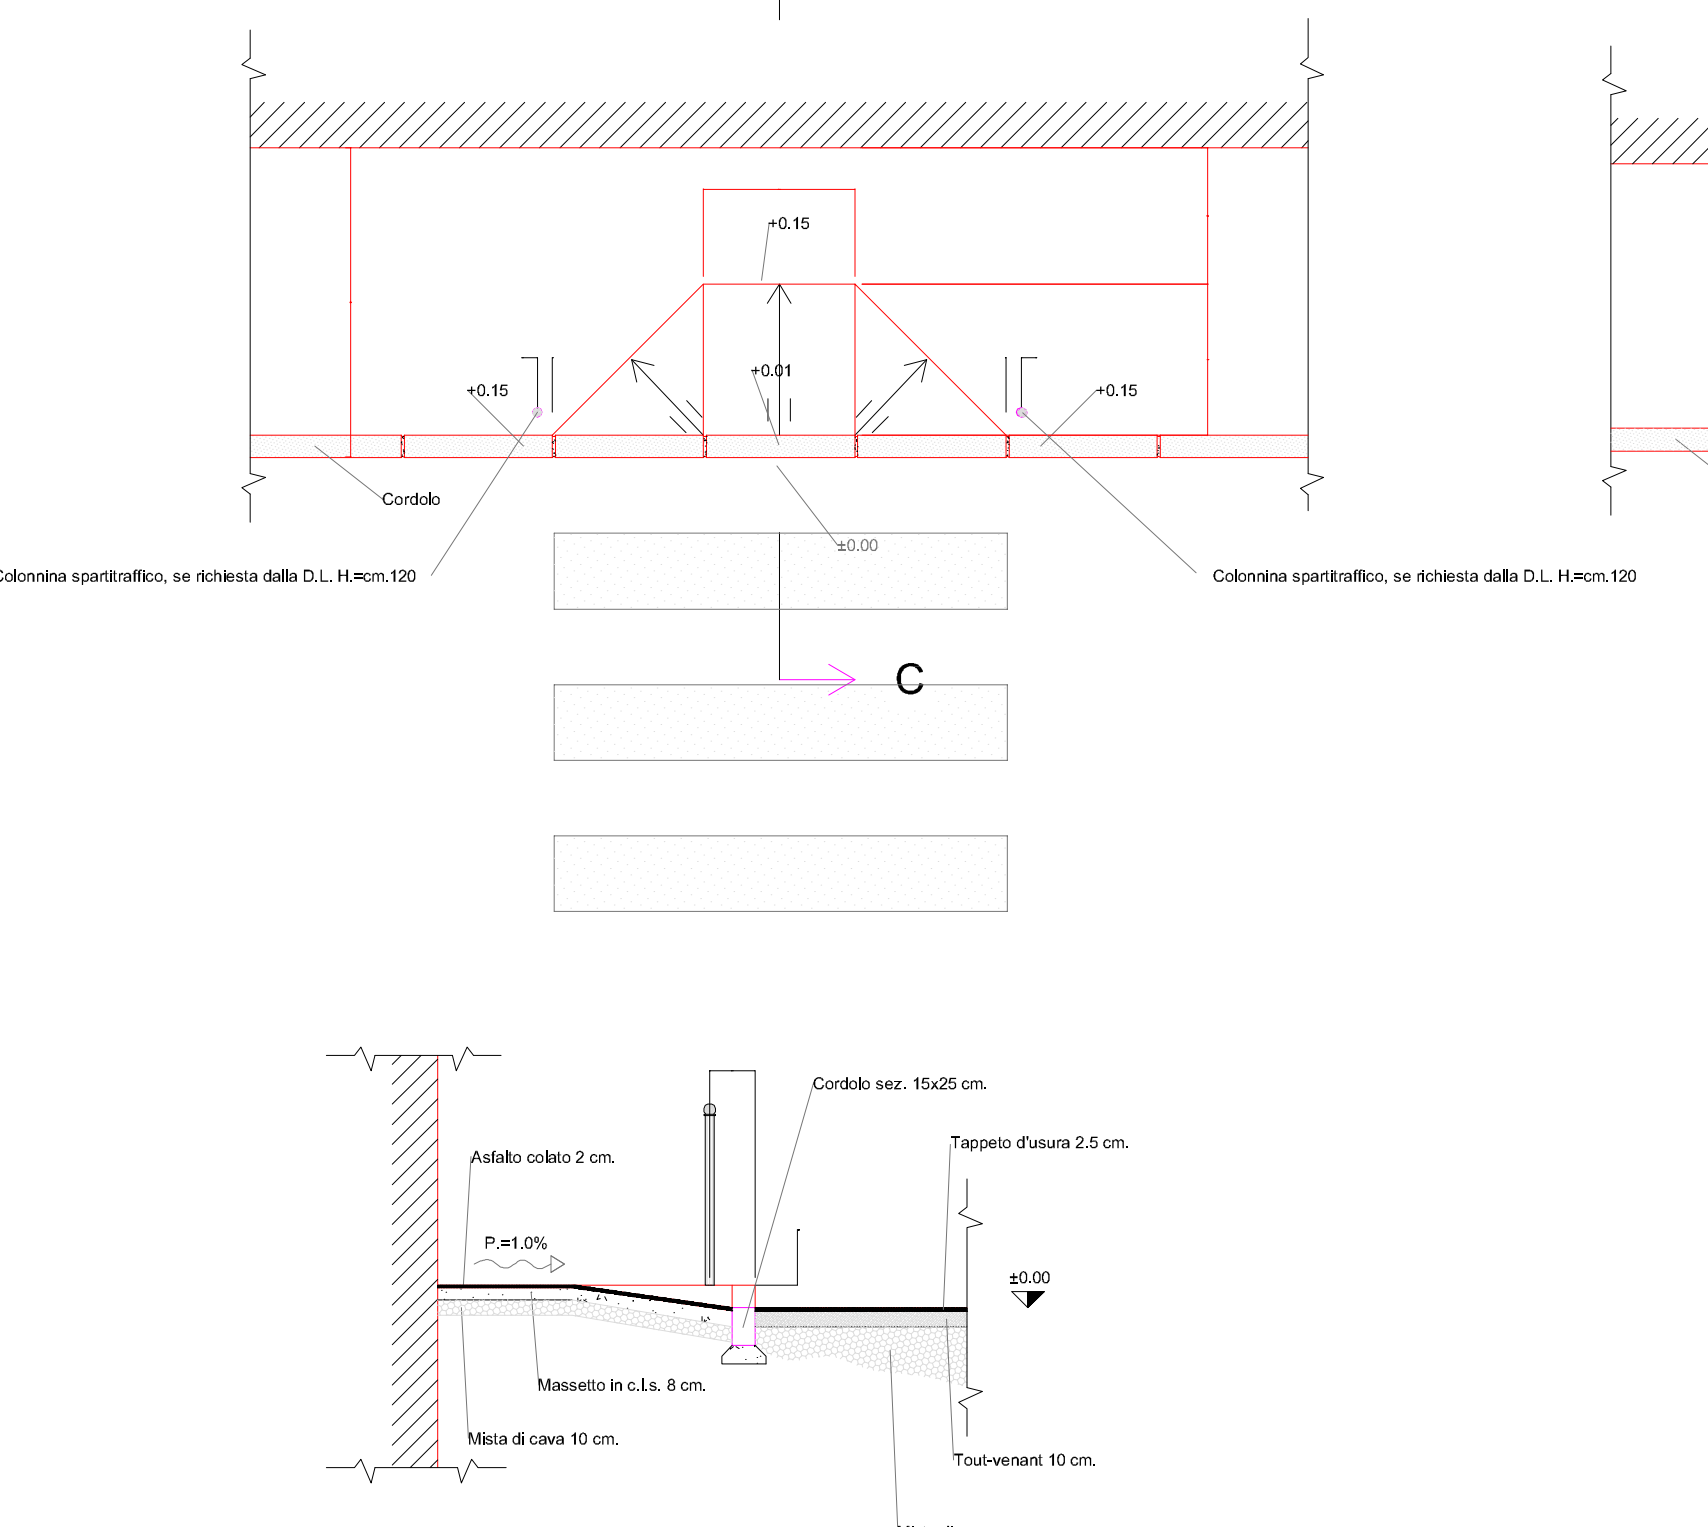 +0.15
+0.01
+0.15
+0.15
Cordolo
±0.00
Colonnina spartitraffico, se richiesta dalla D.L. H.=cm.120
Colonnina spartitraffico, se richiesta dalla D.L. H.=cm.120
C
Cordolo sez. 15x25 cm.
Tappeto d'usura 2.5 cm.
Asfalto colato 2 cm.
P.=1.0%
±0.00
Massetto in c.l.s. 8 cm.
Mista di cava 10 cm.
Tout-venant 10 cm.